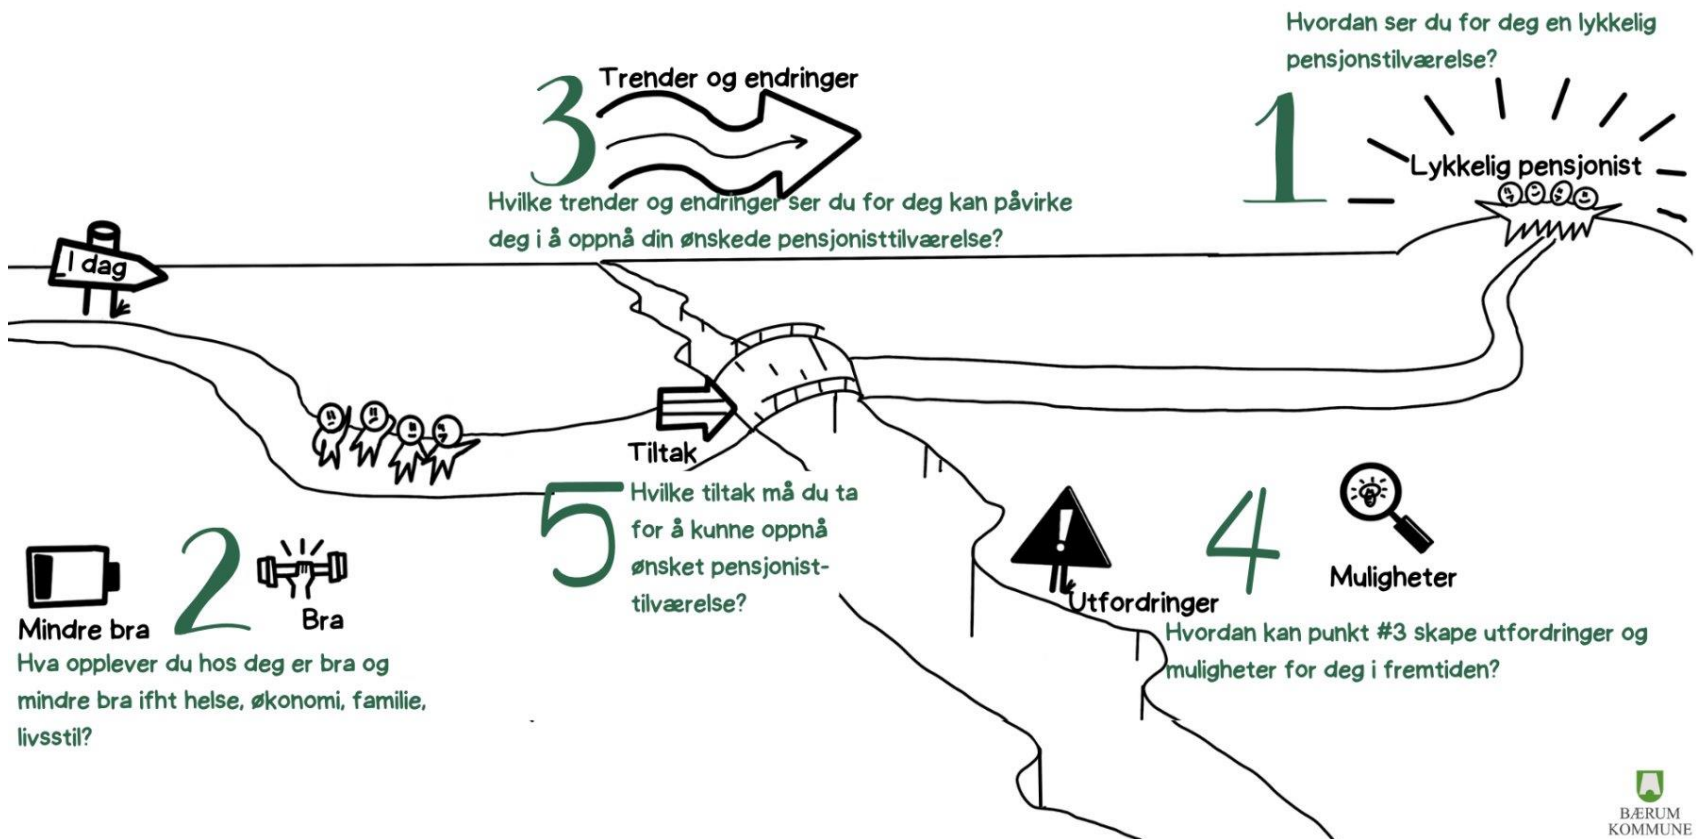 Hvordan ser du for deg en lykkelig
pensjonstilværelse?
1
Lykkelig pensjonist
3
Trender og endringer
Hvilke trender og endringer ser du for deg kan påvirke
deg i å oppnå din ønskede pensjonisttilværelse?
I dag
Tiltak
5
Hvilke tiltak må du ta
for å kunne oppnå
ønsket pensjonist-
tilværelse?
2
Mindre bra
Bra
Hva opplever du hos deg er bra og
mindre bra ifht helse, økonomi, familie,
livsstil?
!
4
Utfordringer
Muligheter
Hvordan kan punkt #3 skape utfordringer og
muligheter for deg i fremtiden?
BÆRUM
KOMMUNE